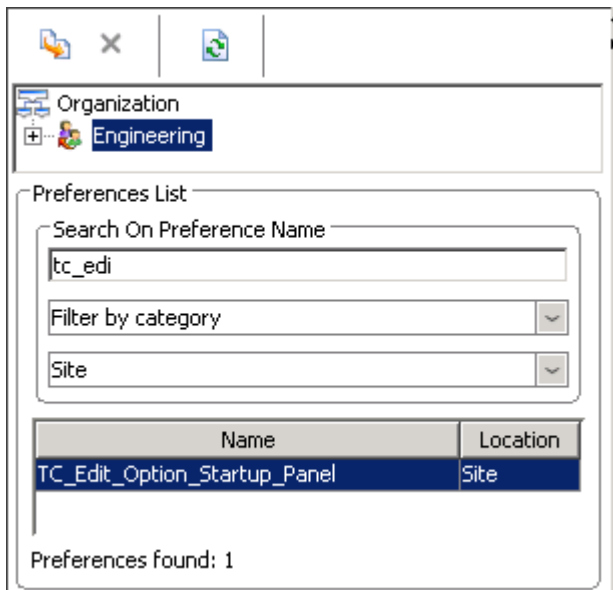 Organization
Engineering
Preferences List
Search On Preference Name
tc_edi
Filter by category
Site
Name Location
TC_Edit_Option_Startup_Panel Site
Preferences found: 1